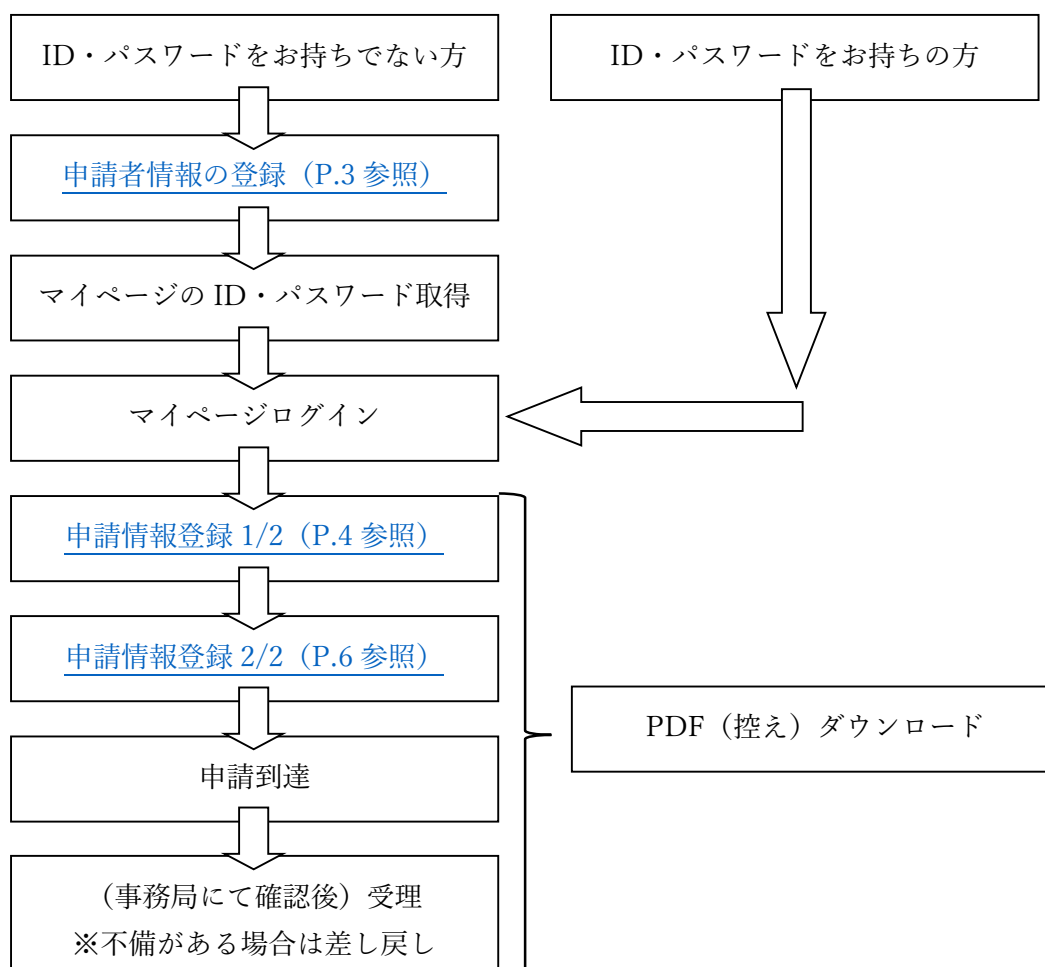 ID・パスワードをお持ちでない方
ID・パスワードをお持ちの方
申請者情報の登録（P.3 参照）
マイページの ID・パスワード取得
マイページログイン
申請情報登録 1/2（P.4 参照）
申請情報登録 2/2（P.6 参照）
PDF（控え）ダウンロード
申請到達
（事務局にて確認後）受理
※不備がある場合は差し戻し